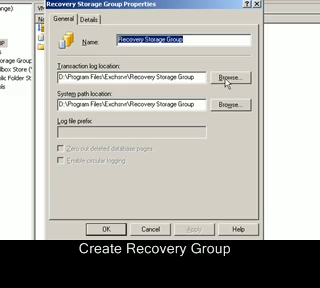 Recovery Storage Group Properties
General
Details
Name:
Recovery Storage Group
Transaction log location:
D:\Program Files\Exchsrvr\Recovery Storage Group
Browse...
System path location:
D:\Program Files\Exchsrvr\Recovery Storage Group
Browse...
Log file prefix:
Zero out deleted database pages
Enable circular logging
OK
Cancel
Apply
Help
Create Recovery Group